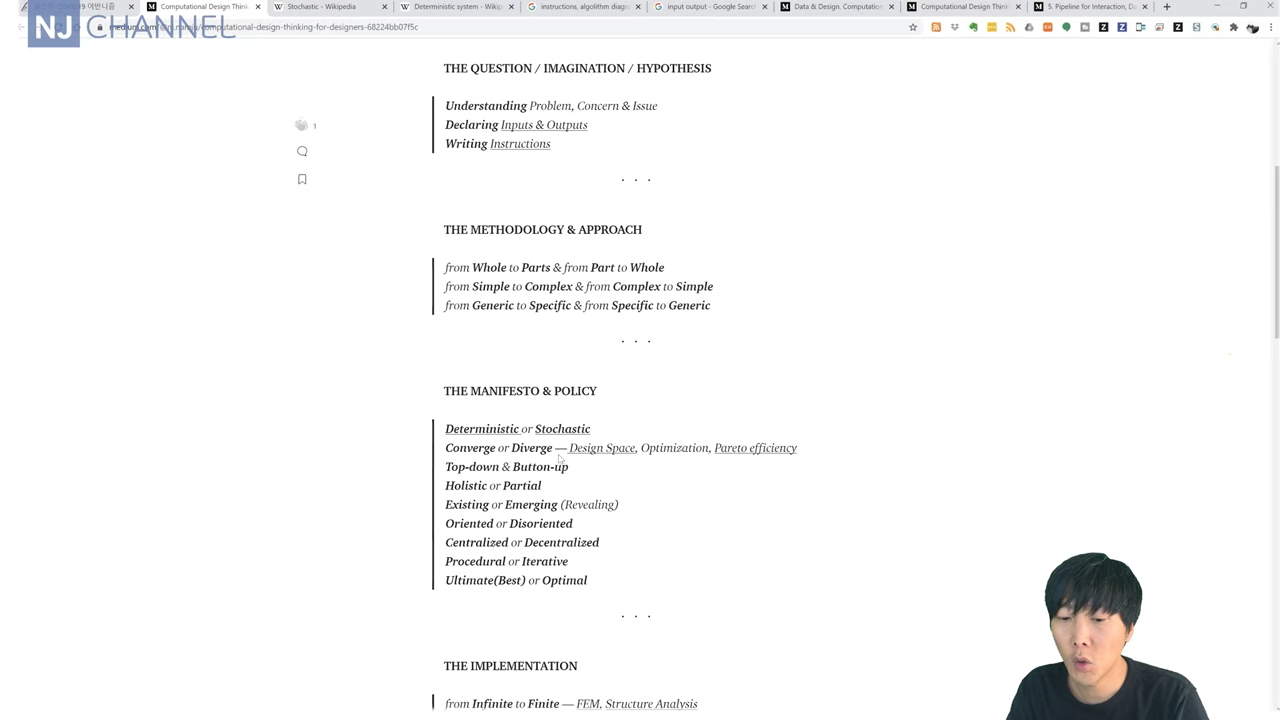 Computational Design Think
Stochastic - Wikipedia
Deterministic system - Wikip
instructions, algorithm diagra
input output - Google Search
Data & Design. Computation
Computational Design Think
5. Pipeline for Interaction, Da
NJ CHANNEL
computational-design-thinking-for-designers-68224bb07f5c
THE QUESTION / IMAGINATION / HYPOTHESIS
Understanding Problem, Concern & Issue
1
Declaring Inputs & Outputs
Writing Instructions
. . .
THE METHODOLOGY & APPROACH
from Whole to Parts & from Part to Whole
from Simple to Complex & from Complex to Simple
from Generic to Specific & from Specific to Generic
. . .
THE MANIFESTO & POLICY
Deterministic or Stochastic
Converge or Diverge — Design Space, Optimization, Pareto efficiency
Top-down & Button-up
Holistic or Partial
Existing or Emerging (Revealing)
Oriented or Disoriented
Centralized or Decentralized
Procedural or Iterative
Ultimate(Best) or Optimal
. . .
THE IMPLEMENTATION
from Infinite to Finite — FEM, Structure Analysis